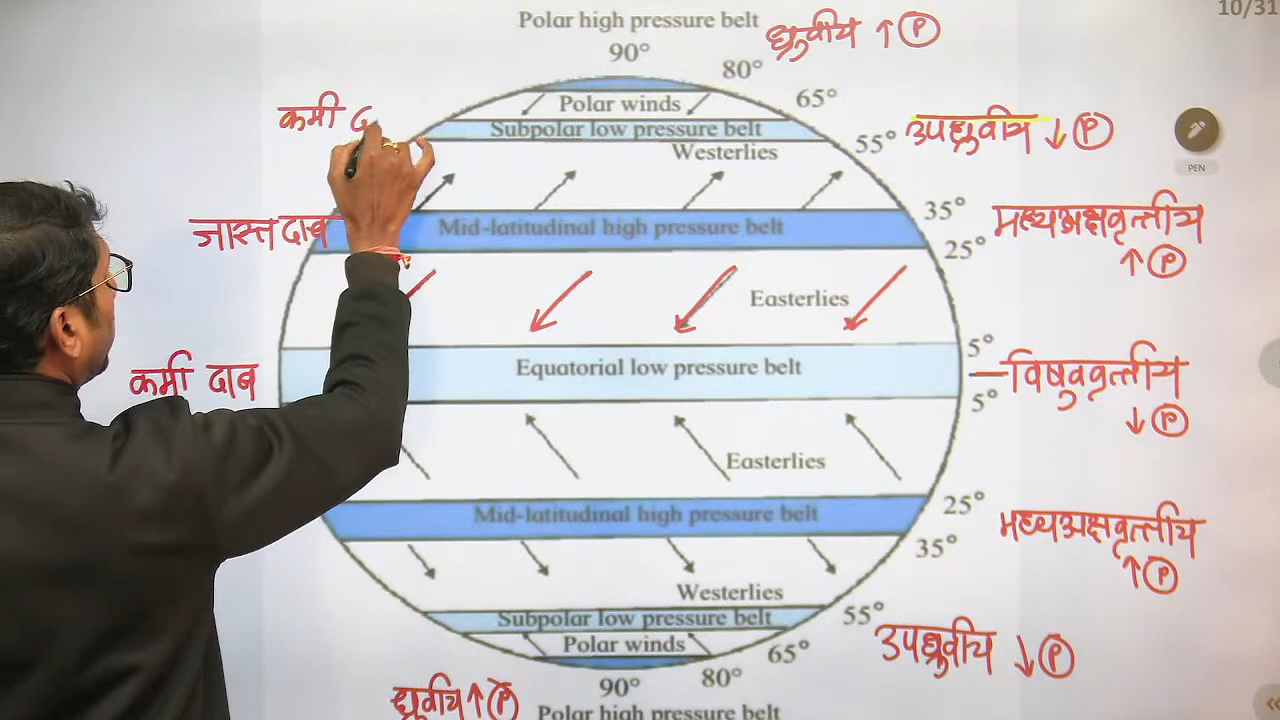 10/31
Polar high pressure belt
ध्रुवीय ↑ P
90°
80°
65°
Polar winds
कमी
Subpolar low pressure belt
55°
उपध्रुवीय ↓ P
Westerlies
PEN
जास्त दाब
Mid-latitudinal high pressure belt
35°
25°
मध्यअक्षवृत्तीय
↑ P
Easterlies
5°
कमी दाब
Equatorial low pressure belt
5°
विषुववृत्तीय
↓ P
Easterlies
25°
Mid-latitudinal high pressure belt
35°
मध्यअक्षवृत्तीय
↑ P
Westerlies
55°
Subpolar low pressure belt
उपध्रुवीय ↓ P
Polar winds
65°
80°
90°
ध्रुवीय ↑ P
Polar high pressure belt